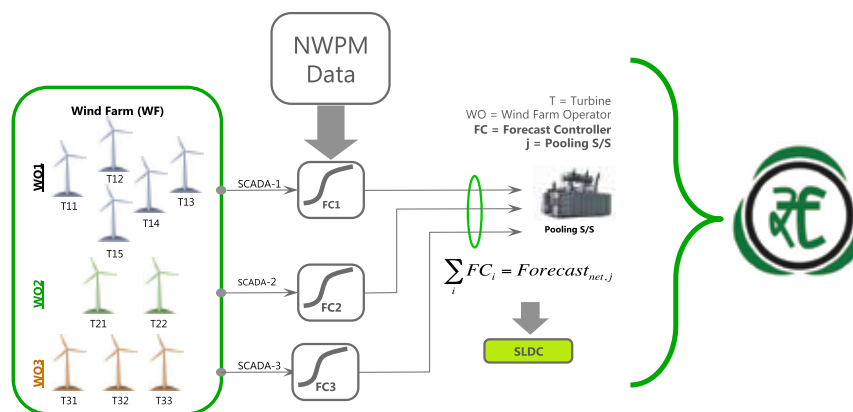 NWPM
Data
Wind Farm (WF)
T = Turbine
WO = Wind Farm Operator
FC = Forecast Controller
j = Pooling S/S
WO1
T11
T12
T13
T14
T15
SCADA-1
FC1
Pooling S/S
WO2
T21
T22
SCADA-2
FC2
∑ᵢ FCᵢ = Forecast_net,j
SLDC
WO3
T31
T32
T33
SCADA-3
FC3